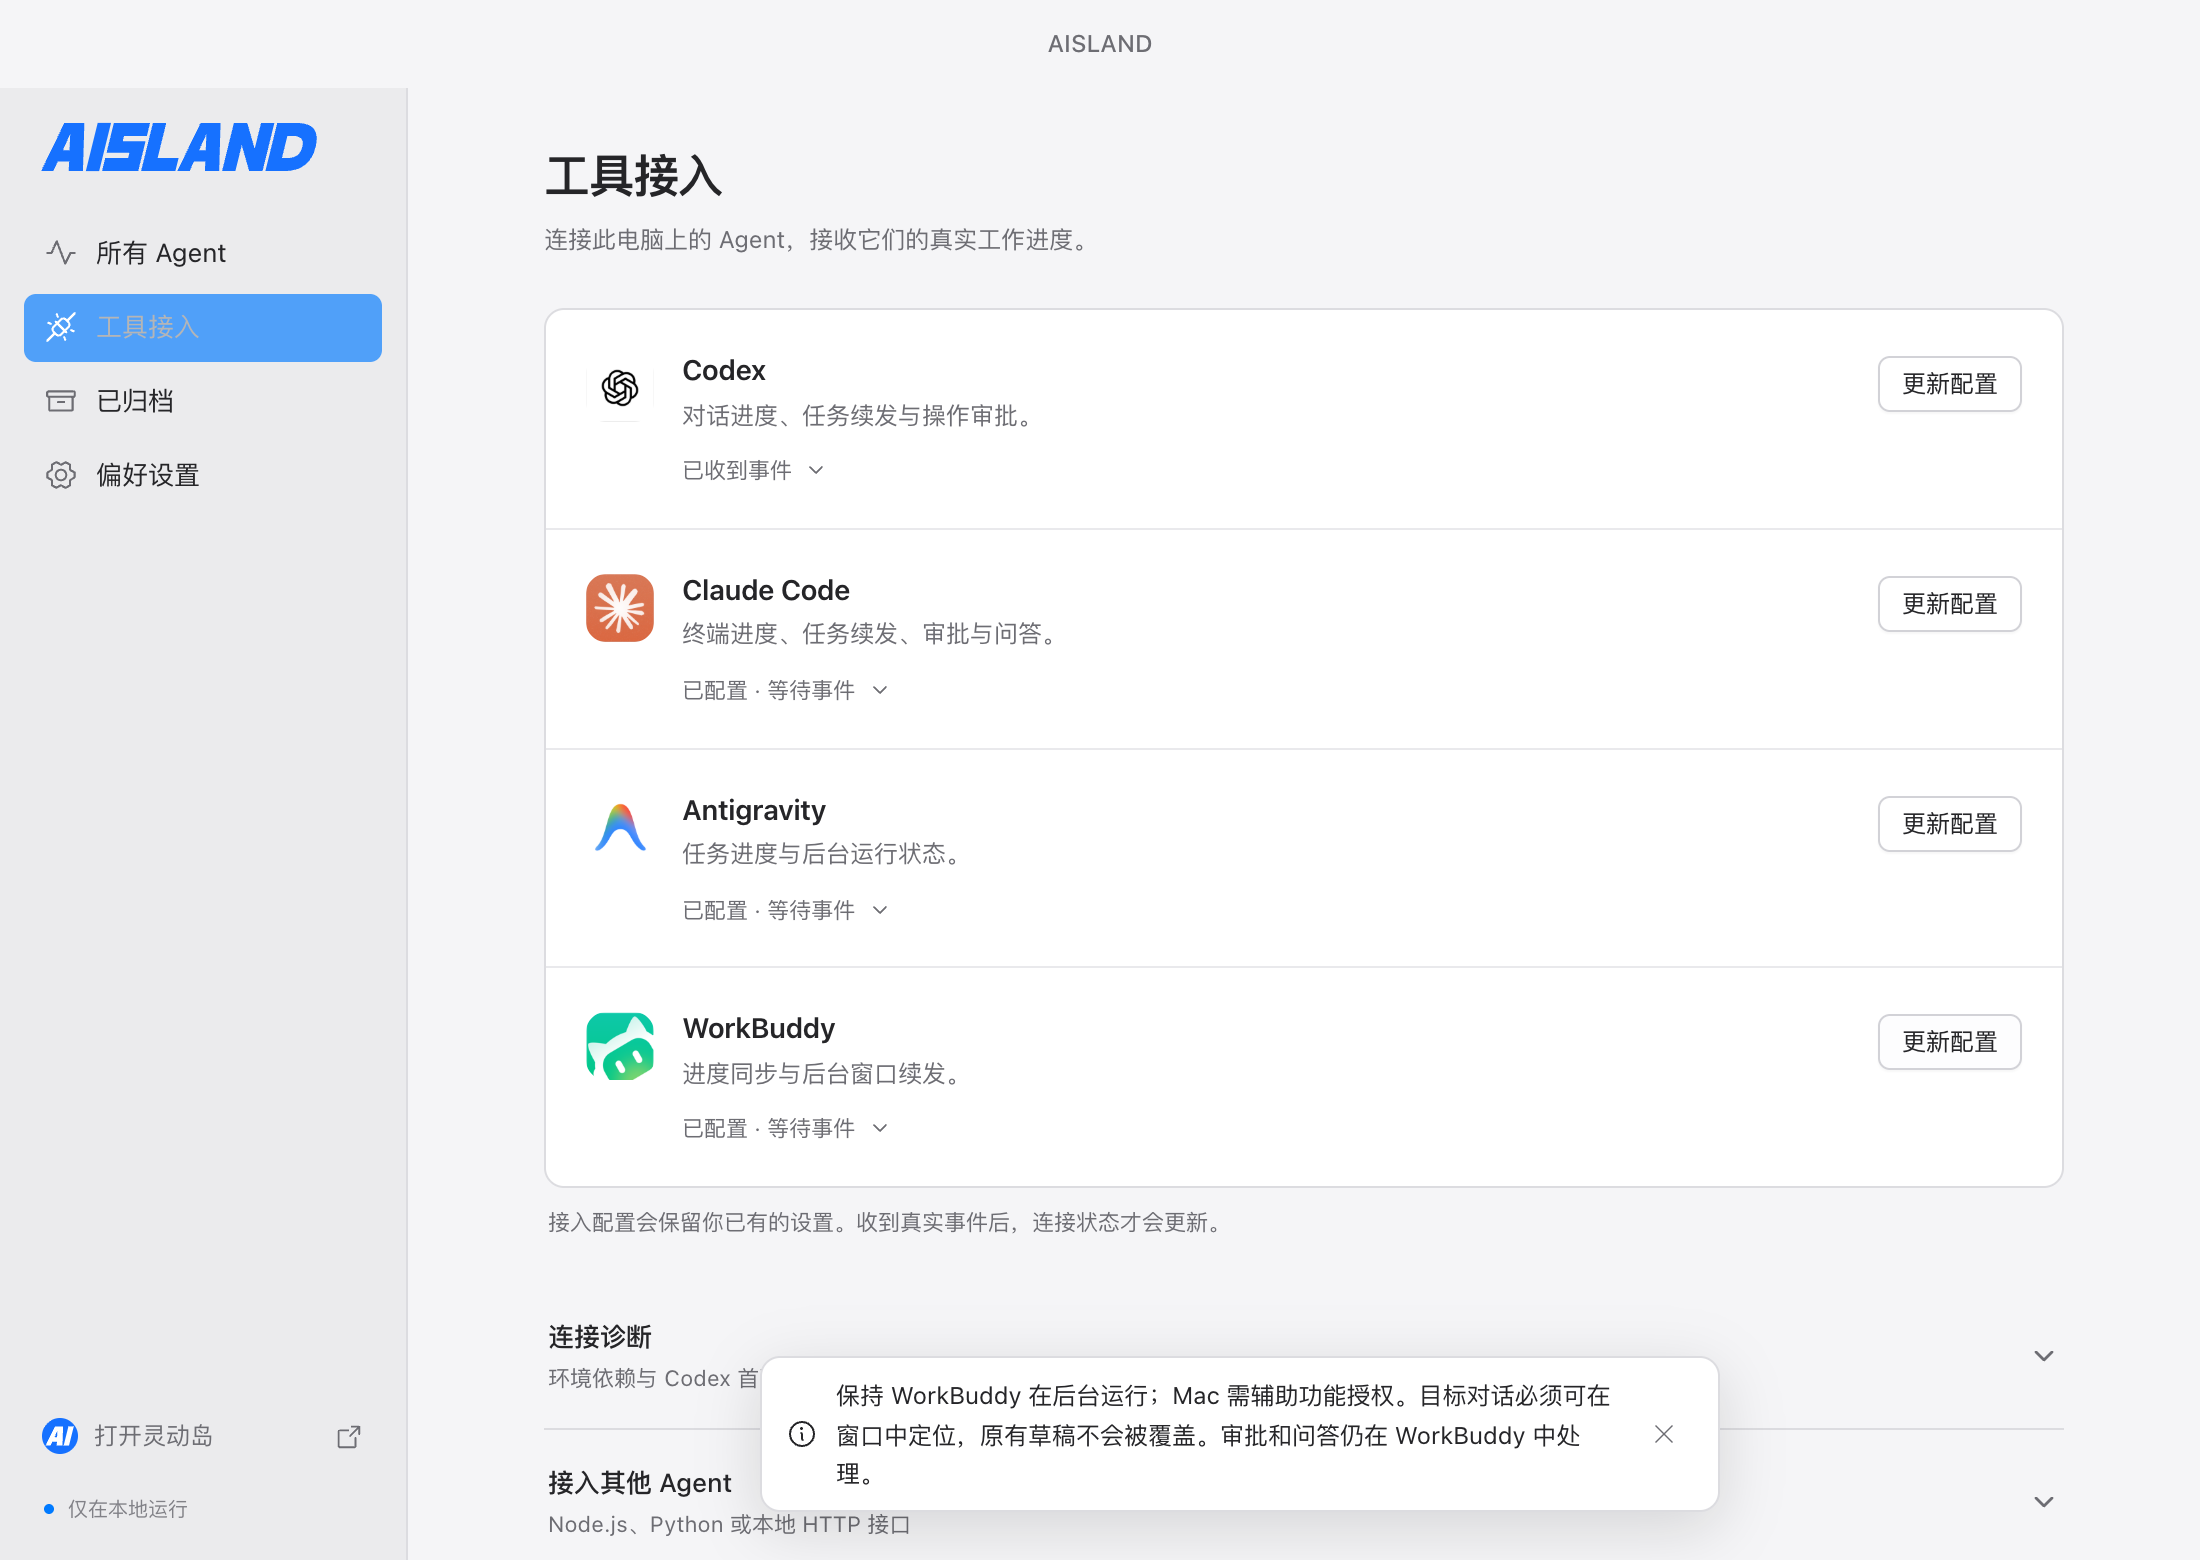 AISLAND
AISLAND
所有 Agent
工具接入
已归档
偏好设置
打开灵动岛
仅在本地运行
工具接入
连接此电脑上的 Agent，接收它们的真实工作进度。
Codex
对话进度、任务续发与操作审批。
已收到事件
更新配置
Claude Code
终端进度、任务续发、审批与问答。
已配置 · 等待事件
更新配置
Antigravity
任务进度与后台运行状态。
已配置 · 等待事件
更新配置
WorkBuddy
进度同步与后台窗口续发。
已配置 · 等待事件
更新配置
接入配置会保留你已有的设置。收到真实事件后，连接状态才会更新。
连接诊断
环境依赖与 Codex 首
保持 WorkBuddy 在后台运行；Mac 需辅助功能授权。目标对话必须可在
窗口中定位，原有草稿不会被覆盖。审批和问答仍在 WorkBuddy 中处
理。
接入其他 Agent
Node.js、Python 或本地 HTTP 接口